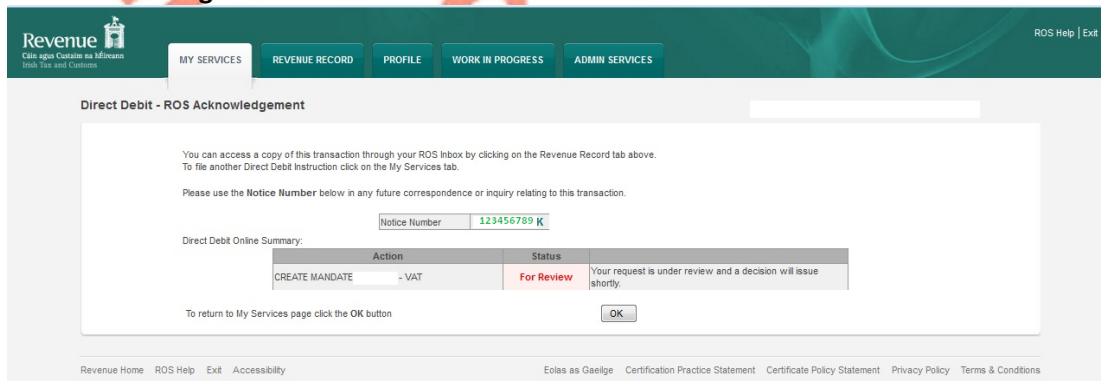 Revenue
Cáin agus Custaim na hÉireann
Irish Tax and Customs
MY SERVICES
REVENUE RECORD
PROFILE
WORK IN PROGRESS
ADMIN SERVICES
ROS Help | Exit
Direct Debit - ROS Acknowledgement
You can access a copy of this transaction through your ROS Inbox by clicking on the Revenue Record tab above.
To file another Direct Debit Instruction click on the My Services tab.
Please use the Notice Number below in any future correspondence or inquiry relating to this transaction.
Notice Number 123456789 K
Direct Debit Online Summary:
Action Status
CREATE MANDATE - VAT For Review Your request is under review and a decision will issue
shortly.
To return to My Services page click the OK button OK
Revenue Home ROS Help Exit Accessibility Eolas as Gaeilge Certification Practice Statement Certificate Policy Statement Privacy Policy Terms & Conditions